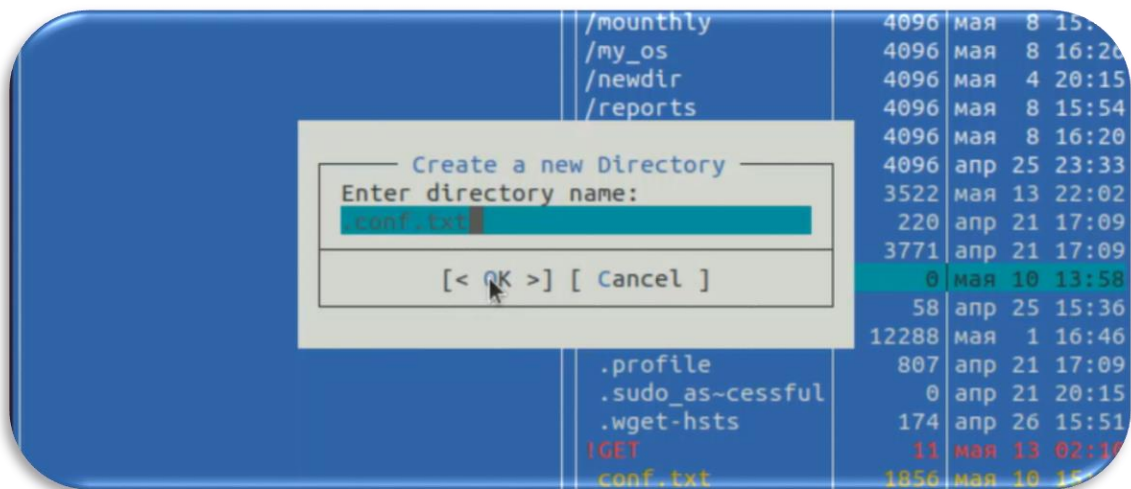 /mounthly 4096 мая 8 15:
/my_os 4096 мая 8 16:26
/newdir 4096 мая 4 20:15
/reports 4096 мая 8 15:54
4096 мая 8 16:20
Create a new Directory 4096 апр 25 23:33
Enter directory name: 3522 мая 13 22:02
.conf.txt 220 апр 21 17:09
3771 апр 21 17:09
[< OK >] [ Cancel ] 0 мая 10 13:58
58 апр 25 15:36
12288 мая 1 16:46
.profile 807 апр 21 17:09
.sudo_as~cessful 0 апр 21 20:15
.wget-hsts 174 апр 26 15:51
!GET 11 мая 13 02:10
conf.txt 1856 мая 10